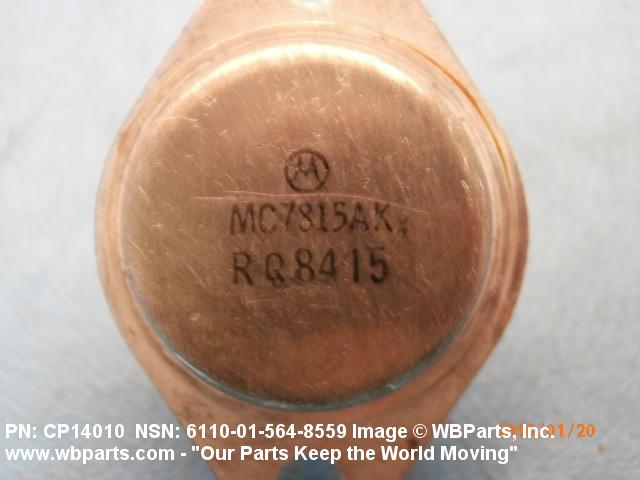 MC7815AK
RQ8415
PN: CP14010 NSN: 6110-01-564-8559 Image © WBParts, Inc.
www.wbparts.com - "Our Parts Keep the World Moving"